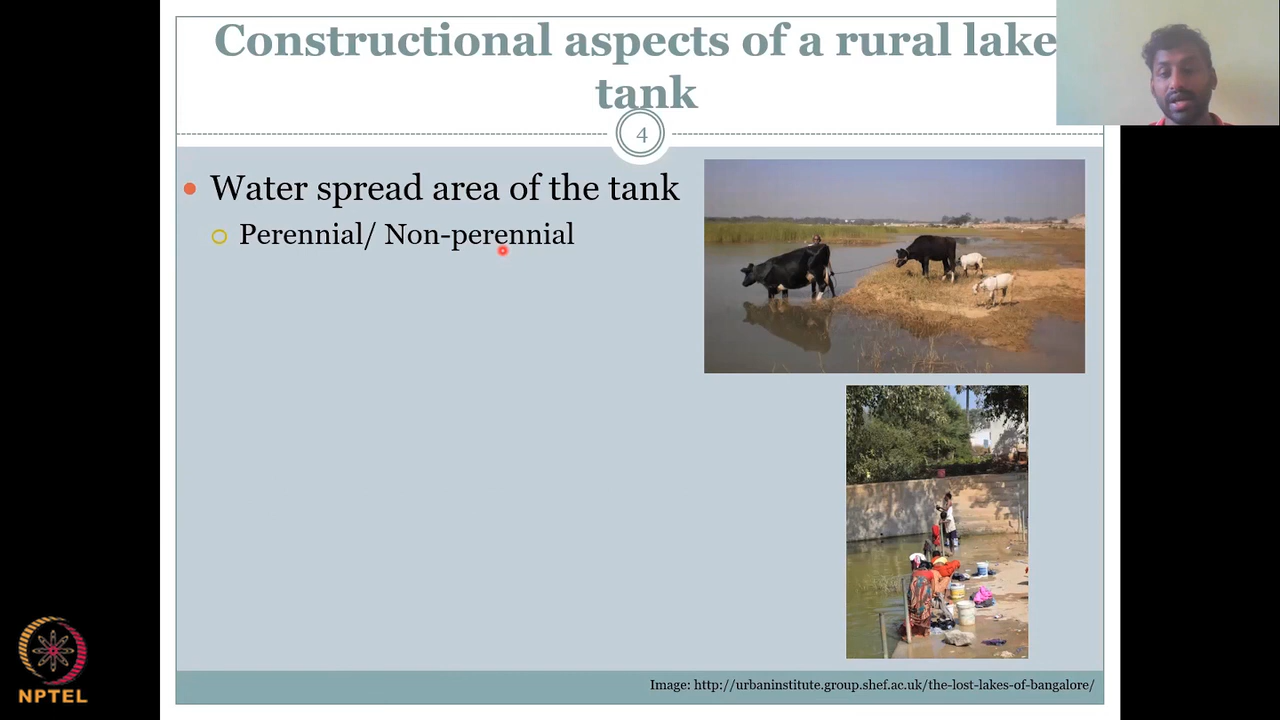 Constructional aspects of a rural lake
tank
4
Water spread area of the tank
Perennial/ Non-perennial
Image: http://urbaninstitute.group.shef.ac.uk/the-lost-lakes-of-bangalore/
NPTEL